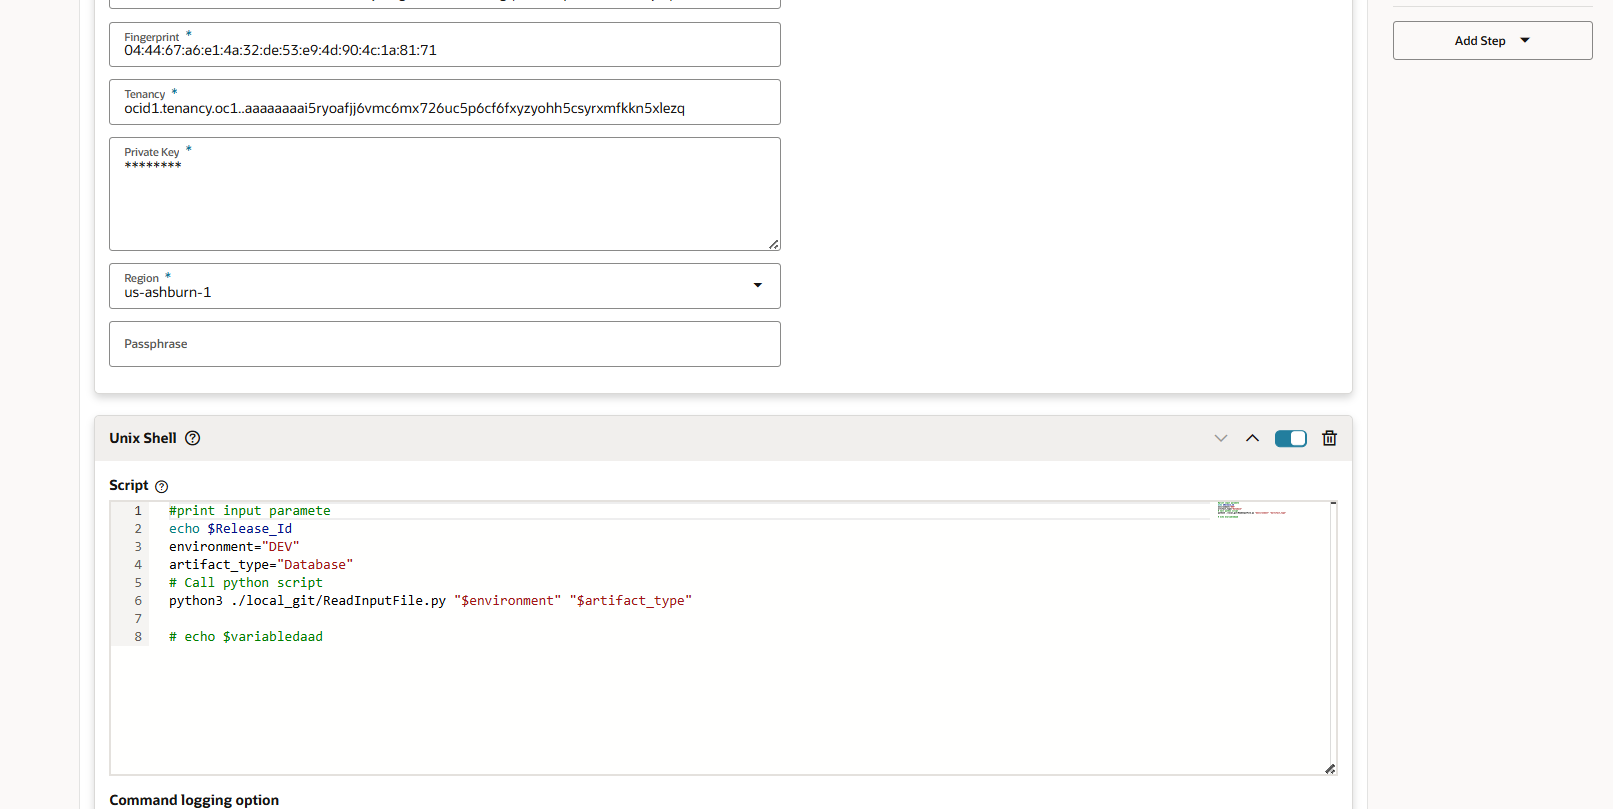 Fingerprint *
04:44:67:a6:e1:4a:32:de:53:e9:4d:90:4c:1a:81:71
Tenancy *
ocid1.tenancy.oc1..aaaaaaaai5ryoafjj6vmc6mx726uc5p6cf6fxyzyohh5csyrxmfkkn5xlezq
Private Key *
********
Region *
us-ashburn-1
Passphrase
Add Step
Unix Shell
Script
1 #print input paramete
2 echo $Release_Id
3 environment="DEV"
4 artifact_type="Database"
5 # Call python script
6 python3 ./local_git/ReadInputFile.py "$environment" "$artifact_type"
7
8 # echo $variabledaad
Command logging option